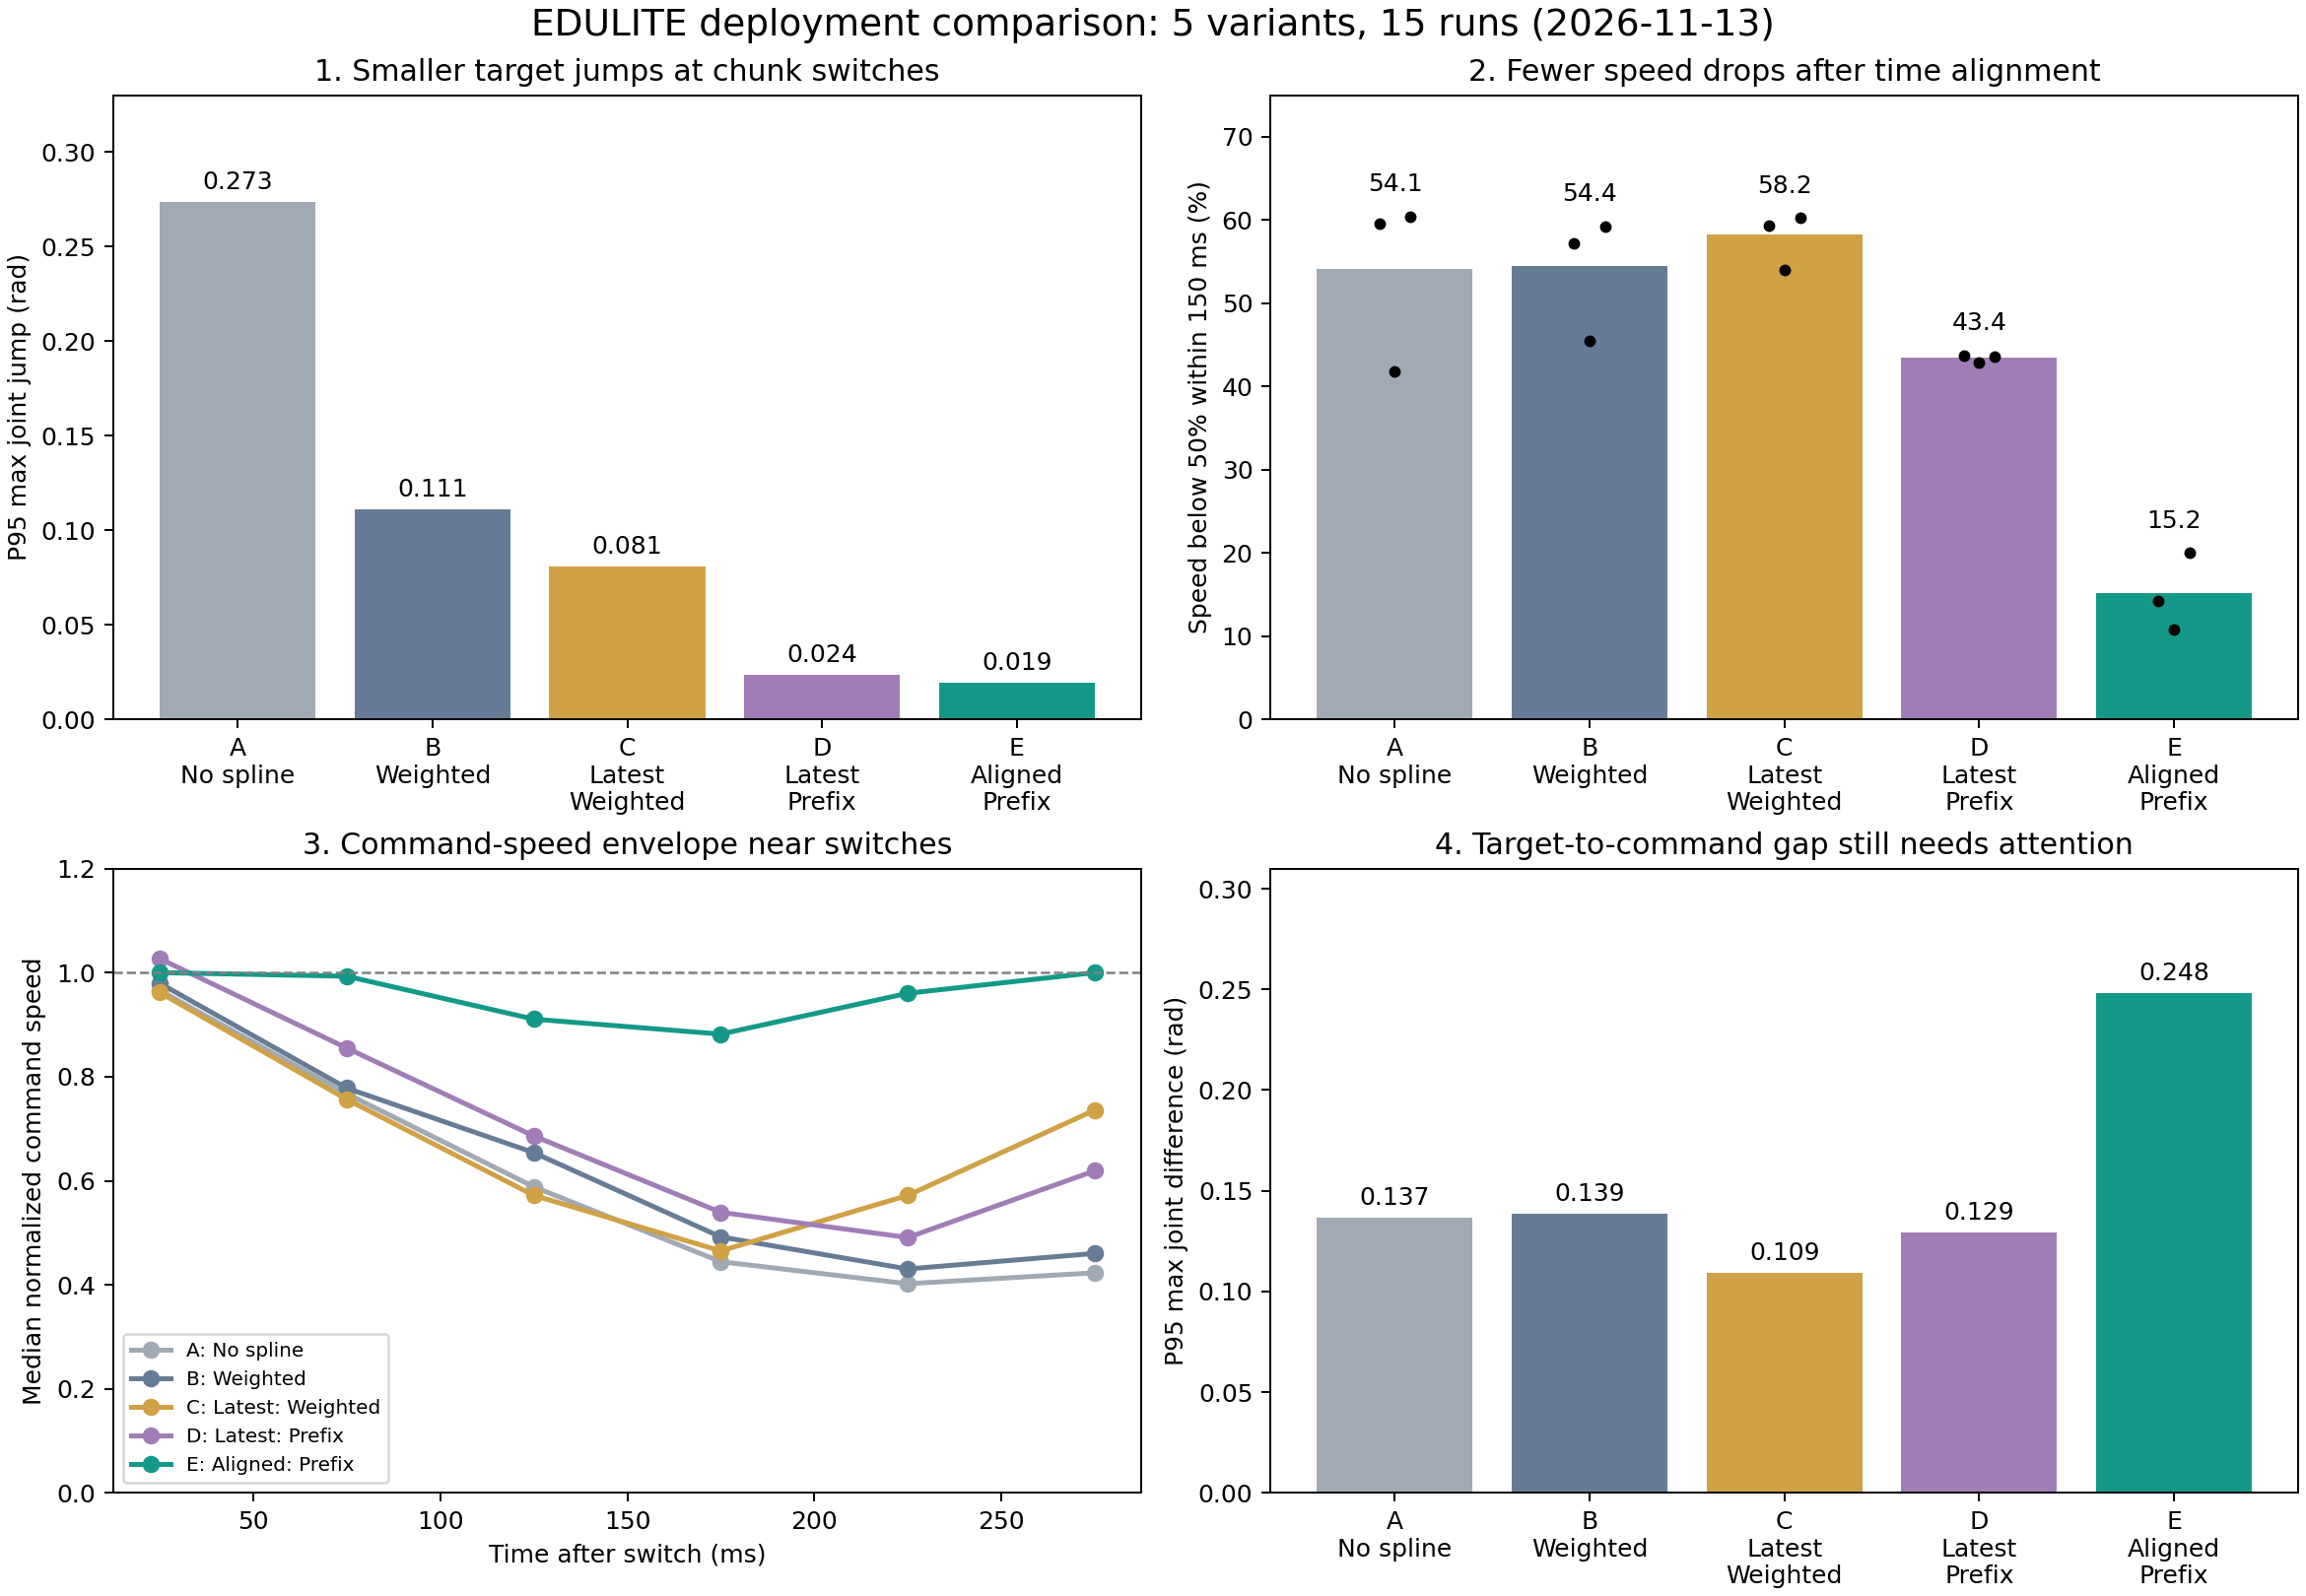 EDULITE deployment comparison: 5 variants, 15 runs (2026-11-13)
1. Smaller target jumps at chunk switches
P95 max joint jump (rad)
0.30
0.25
0.20
0.15
0.10
0.05
0.00
0.273
0.111
0.081
0.024
0.019
A
No spline
B
Weighted
C
Latest
Weighted
D
Latest
Prefix
E
Aligned
Prefix
2. Fewer speed drops after time alignment
Speed below 50% within 150 ms (%)
70
60
50
40
30
20
10
0
54.1
54.4
58.2
43.4
15.2
A
No spline
B
Weighted
C
Latest
Weighted
D
Latest
Prefix
E
Aligned
Prefix
3. Command-speed envelope near switches
Median normalized command speed
1.2
1.0
0.8
0.6
0.4
0.2
0.0
A: No spline
B: Weighted
C: Latest: Weighted
D: Latest: Prefix
E: Aligned: Prefix
50
100
150
200
250
Time after switch (ms)
4. Target-to-command gap still needs attention
P95 max joint difference (rad)
0.30
0.25
0.20
0.15
0.10
0.05
0.00
0.137
0.139
0.109
0.129
0.248
A
No spline
B
Weighted
C
Latest
Weighted
D
Latest
Prefix
E
Aligned
Prefix